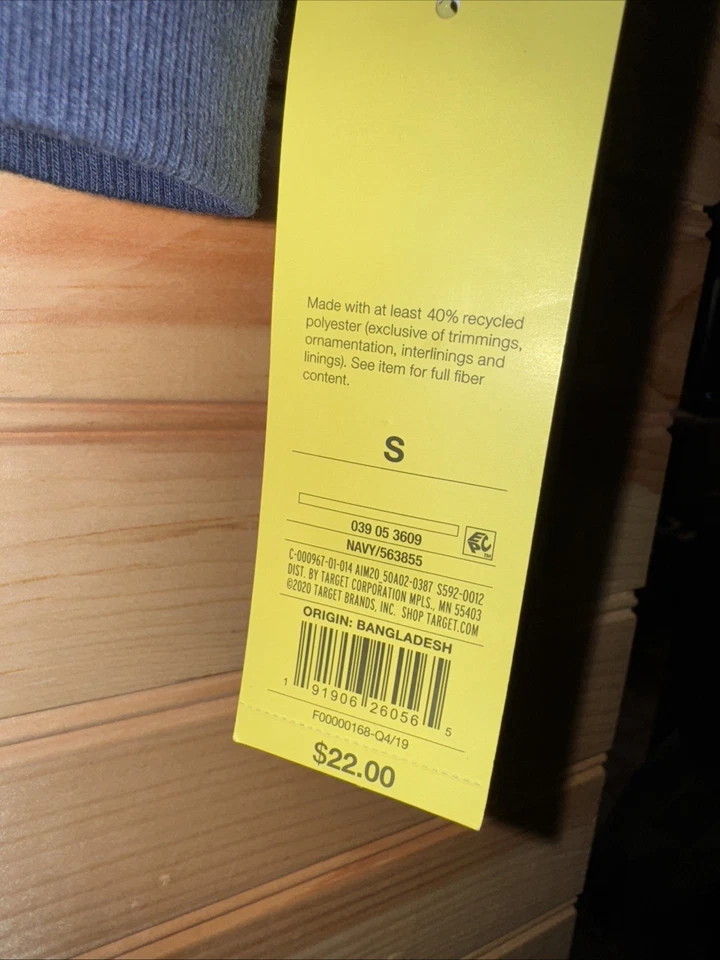 Made with at least 40% recycled
polyester (exclusive of trimmings,
ornamentation, interlinings and
linings). See item for full fiber
content.
S
039 05 3609
EPC™
NAVY/563855
C-000967-01-014 AIM20 50A02-0387 S592-0012
DIST. BY TARGET CORPORATION MPLS., MN 55403
©2020 TARGET BRANDS, INC. SHOP TARGET.COM
ORIGIN: BANGLADESH
1 91906 26056 5
F00000168-Q4/19
$22.00